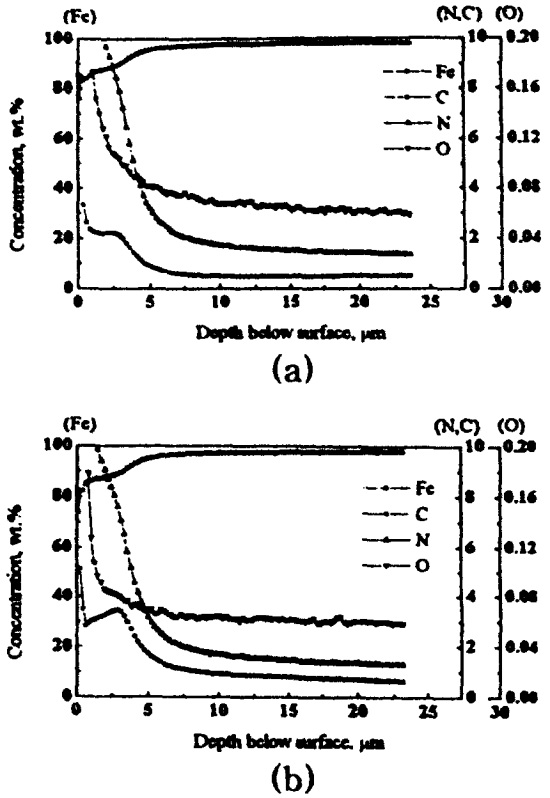 (Fe) (N,C) (O)
100 10 0.20
80 8 0.16
60 6 0.12
40 4 0.08
20 2 0.04
0 0 0.00
Fe
C
N
O
Concentration, wt.%
0 5 10 15 20 25 30
Depth below surface, μm
(a)
(Fe) (N,C) (O)
100 10 0.20
80 8 0.16
60 6 0.12
40 4 0.08
20 2 0.04
0 0 0.00
Fe
C
N
O
Concentration, wt.%
0 5 10 15 20 25 30
Depth below surface, μm
(b)